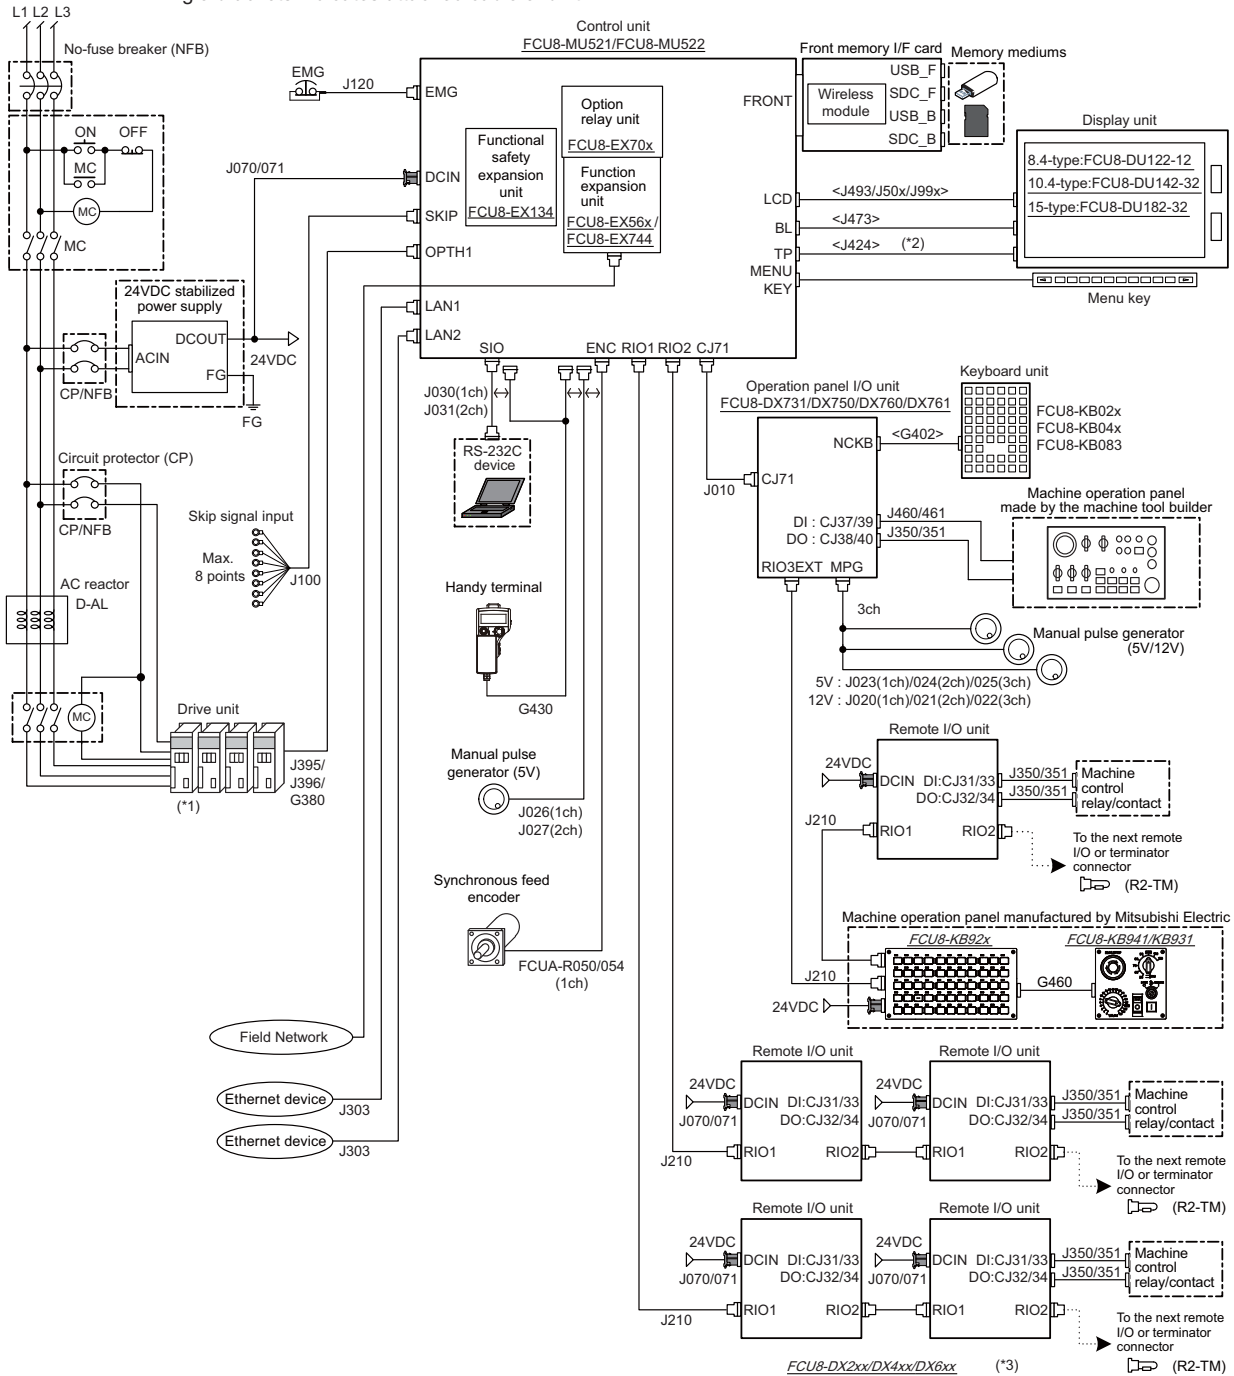 L1 L2 L3
No-fuse breaker (NFB)
ON OFF
MC
MC
MC
24VDC stabilized
power supply
DCOUT
ACIN
FG
24VDC
FG
CP/NFB
Circuit protector (CP)
CP/NFB
AC reactor
D-AL
MC
Drive unit
(*1)
J395/
J396/
G380
Skip signal input
Max.
8 points
J100
J070/071
EMG
J120
Control unit
FCU8-MU521/FCU8-MU522
EMG
DCIN
SKIP
OPTH1
LAN1
LAN2
Functional
safety
expansion
unit
FCU8-EX134
Option
relay unit
FCU8-EX70x
Function
expansion
unit
FCU8-EX56x/
FCU8-EX744
FRONT
LCD
BL
TP
MENU
KEY
SIO ENC RIO1 RIO2 CJ71
Front memory I/F card
Wireless
module
USB_F
SDC_F
USB_B
SDC_B
Memory mediums
Display unit
8.4-type:FCU8-DU122-12
10.4-type:FCU8-DU142-32
15-type:FCU8-DU182-32
<J493/J50x/J99x>
<J473>
<J424> (*2)
Menu key
J030(1ch)
J031(2ch)
RS-232C
device
Handy terminal
G430
Manual pulse
generator (5V)
J026(1ch)
J027(2ch)
Synchronous feed
encoder
FCUA-R050/054
(1ch)
Field Network
Ethernet device
J303
Ethernet device
J303
Operation panel I/O unit
FCU8-DX731/DX750/DX760/DX761
NCKB
CJ71
J010
DI : CJ37/39
DO : CJ38/40
RIO3EXT MPG
<G402>
Keyboard unit
FCU8-KB02x
FCU8-KB04x
FCU8-KB083
Machine operation panel
made by the machine tool builder
J460/461
J350/351
3ch
Manual pulse generator
(5V/12V)
5V : J023(1ch)/024(2ch)/025(3ch)
12V : J020(1ch)/021(2ch)/022(3ch)
Remote I/O unit
24VDC
DCIN DI:CJ31/33
DO:CJ32/34
RIO1 RIO2
J210
J350/351
J350/351
Machine
control
relay/contact
To the next remote
I/O or terminator
connector
(R2-TM)
Machine operation panel manufactured by Mitsubishi Electric
FCU8-KB92x
FCU8-KB941/KB931
J210
24VDC
G460
Remote I/O unit Remote I/O unit
24VDC
J070/071
DCIN DI:CJ31/33
DO:CJ32/34
RIO1 RIO2
J210
24VDC
J070/071
DCIN DI:CJ31/33
DO:CJ32/34
RIO1 RIO2
J350/351
J350/351
Machine
control
relay/contact
To the next remote
I/O or terminator
connector
(R2-TM)
Remote I/O unit Remote I/O unit
24VDC
J070/071
DCIN DI:CJ31/33
DO:CJ32/34
RIO1 RIO2
J210
24VDC
J070/071
DCIN DI:CJ31/33
DO:CJ32/34
RIO1 RIO2
J350/351
J350/351
Machine
control
relay/contact
To the next remote
I/O or terminator
connector
(R2-TM)
FCU8-DX2xx/DX4xx/DX6xx (*3)